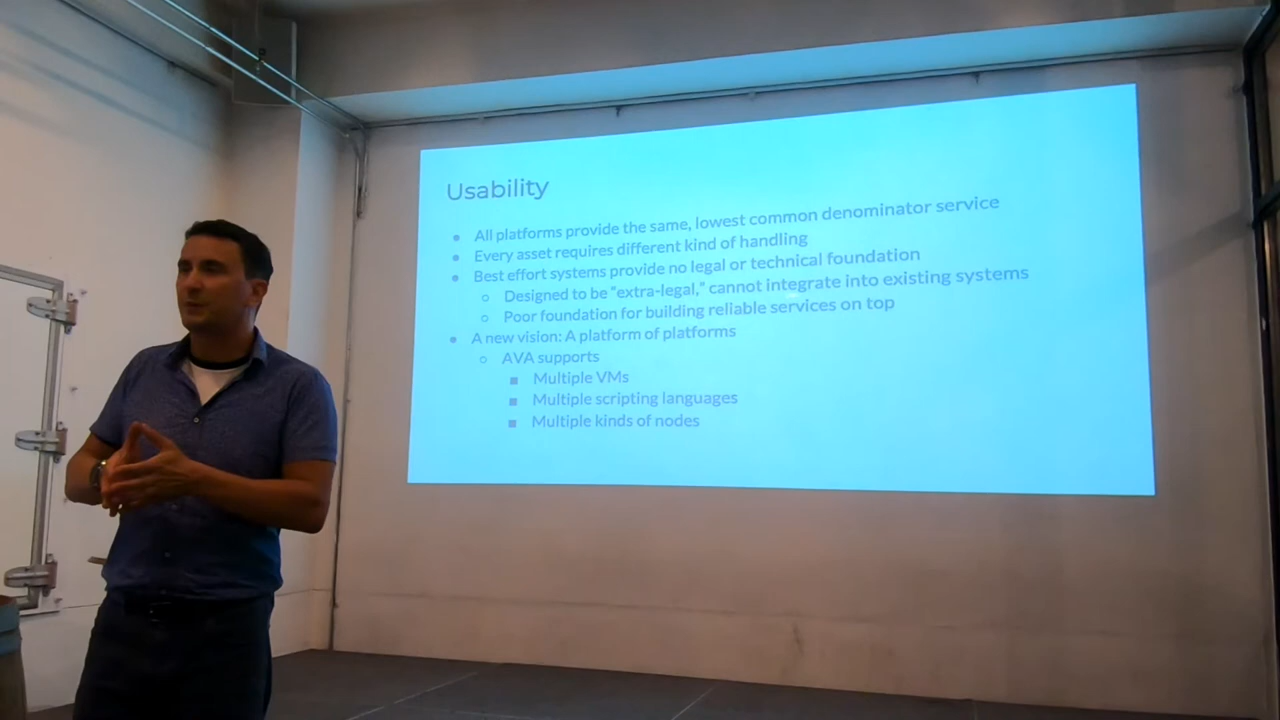 Usability
All platforms provide the same, lowest common denominator service
Every asset requires different kind of handling
Best effort systems provide no legal or technical foundation
Designed to be "extra-legal," cannot integrate into existing systems
Poor foundation for building reliable services on top
A new vision: A platform of platforms
AVA supports
Multiple VMs
Multiple scripting languages
Multiple kinds of nodes